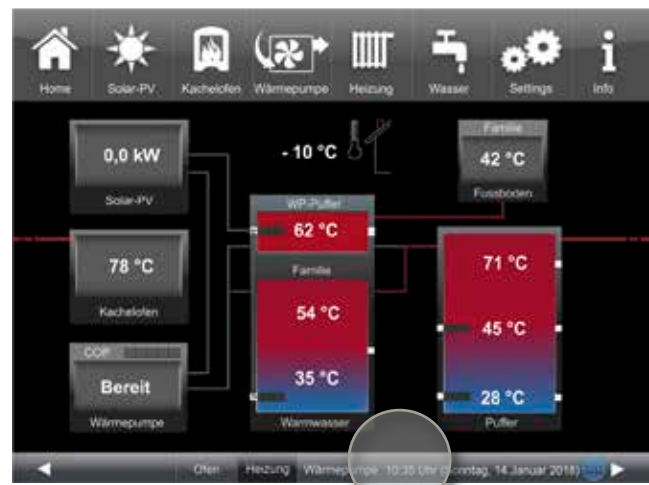 Home Solar-PV Kachelofen Wärmepumpe Heizung Wasser Settings Info
0,0 kW
Solar-PV
- 10 °C
Familie
42 °C
Fussboden
WP-Puffer
62 °C
78 °C
Kachelofen
Familie
54 °C
35 °C
Warmwasser
71 °C
45 °C
28 °C
Puffer
COP
Bereit
Wärmepumpe
Ofen Heizung Wärmepumpe 10:35 Uhr (Sonntag, 14.Januar 2018)